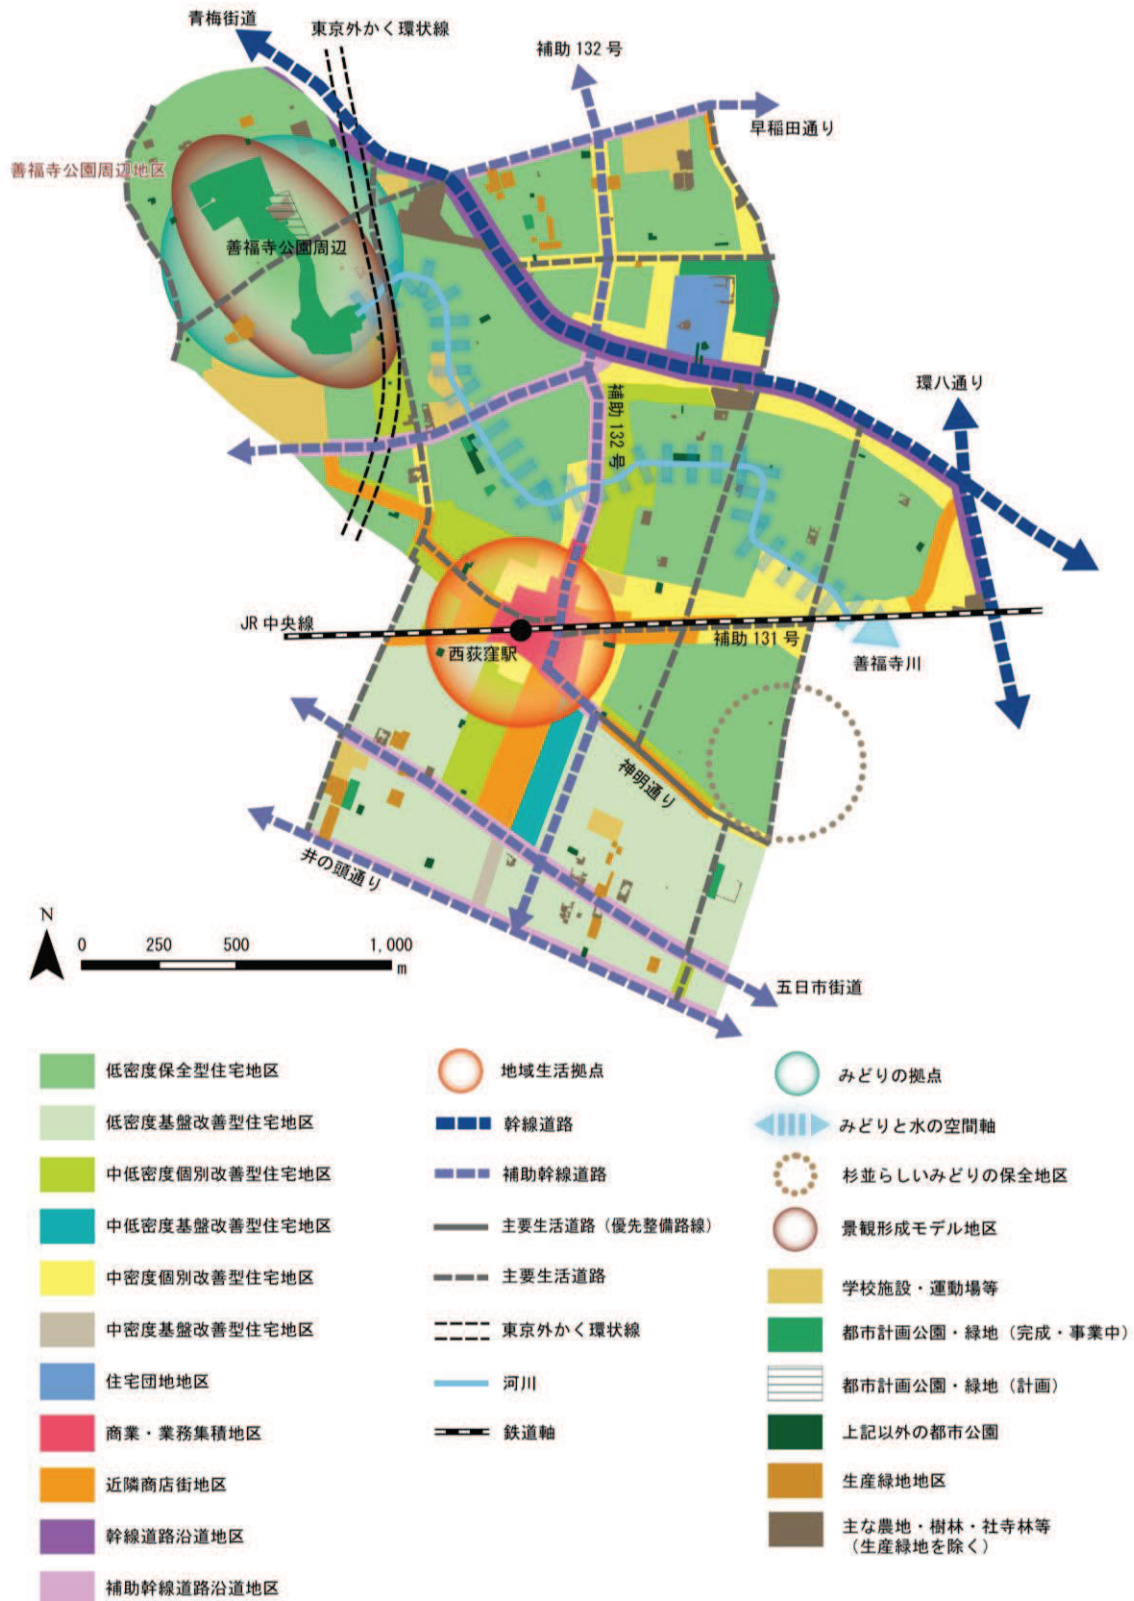 青梅街道
東京外かく環状線
補助 132 号
早稲田通り
善福寺公園周辺地区
善福寺公園周辺
環八通り
補助 132 号
JR 中央線
西荻窪駅
補助 131 号
善福寺川
神明通り
井の頭通り
五日市街道
N
0 250 500 1,000
m
低密度保全型住宅地区
低密度基盤改善型住宅地区
中低密度個別改善型住宅地区
中低密度基盤改善型住宅地区
中密度個別改善型住宅地区
中密度基盤改善型住宅地区
住宅団地地区
商業・業務集積地区
近隣商店街地区
幹線道路沿道地区
補助幹線道路沿道地区
地域生活拠点
幹線道路
補助幹線道路
主要生活道路（優先整備路線）
主要生活道路
東京外かく環状線
河川
鉄道軸
みどりの拠点
みどりと水の空間軸
杉並らしいみどりの保全地区
景観形成モデル地区
学校施設・運動場等
都市計画公園・緑地（完成・事業中）
都市計画公園・緑地（計画）
上記以外の都市公園
生産緑地地区
主な農地・樹林・社寺林等
（生産緑地を除く）